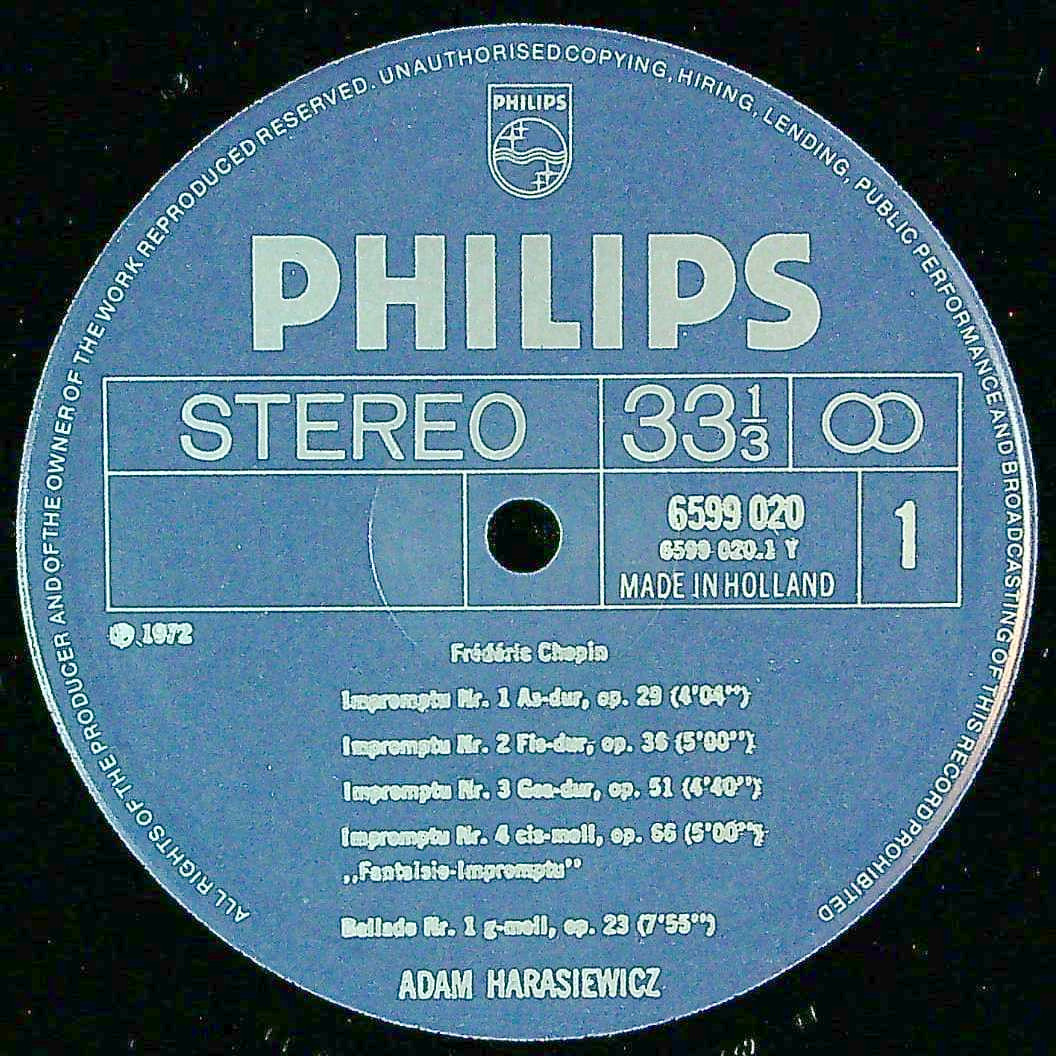 ALL RIGHTS OF THE PRODUCER AND OF THE OWNER OF THE WORK REPRODUCED RESERVED. UNAUTHORISED COPYING, HIRING, LENDING, PUBLIC PERFORMANCE AND BROADCASTING OF THIS RECORD PROHIBITED
PHILIPS
PHILIPS
STEREO 33 1/3
6599 020 1
6599 020.1 Y
MADE IN HOLLAND
℗ 1972
Frédéric Chopin
Impromptu Nr. 1 As-dur, op. 29 (4'04'')
Impromptu Nr. 2 Fis-dur, op. 36 (5'00'')
Impromptu Nr. 3 Ges-dur, op. 51 (4'40'')
Impromptu Nr. 4 cis-moll, op. 66 (5'00'')
,,Fantaisie-Impromptu''
Ballade Nr. 1 g-moll, op. 23 (7'55'')
ADAM HARASIEWICZ